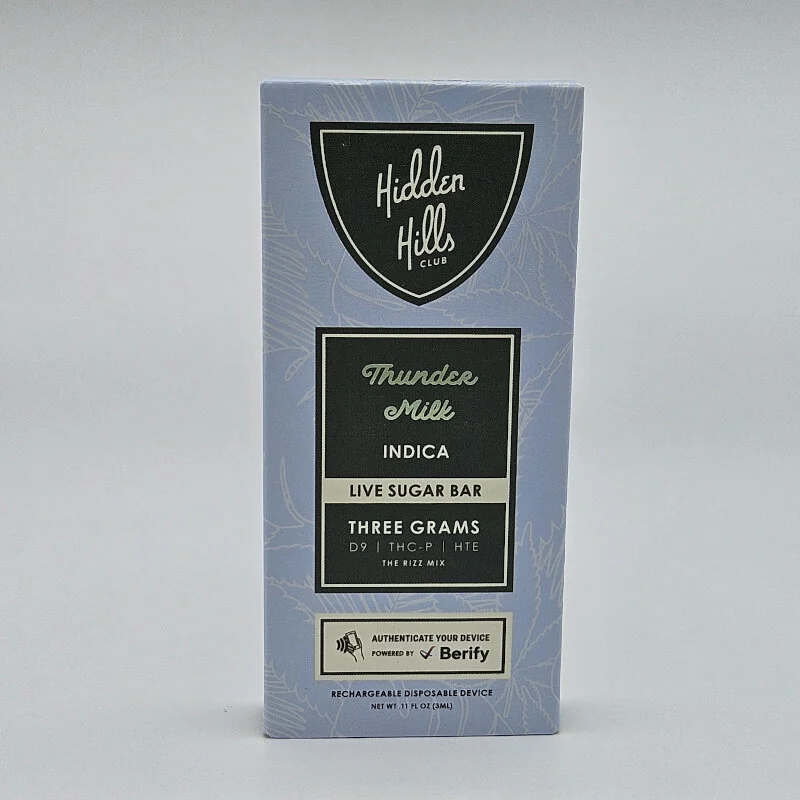 Hidden
Hills
CLUB
Thunder
Milk
INDICA
LIVE SUGAR BAR
THREE GRAMS
D9 | THC-P | HTE
THE RIZZ MIX
AUTHENTICATE YOUR DEVICE
POWERED BY Berify
RECHARGEABLE DISPOSABLE DEVICE
NET WT .11 FL OZ (3ML)